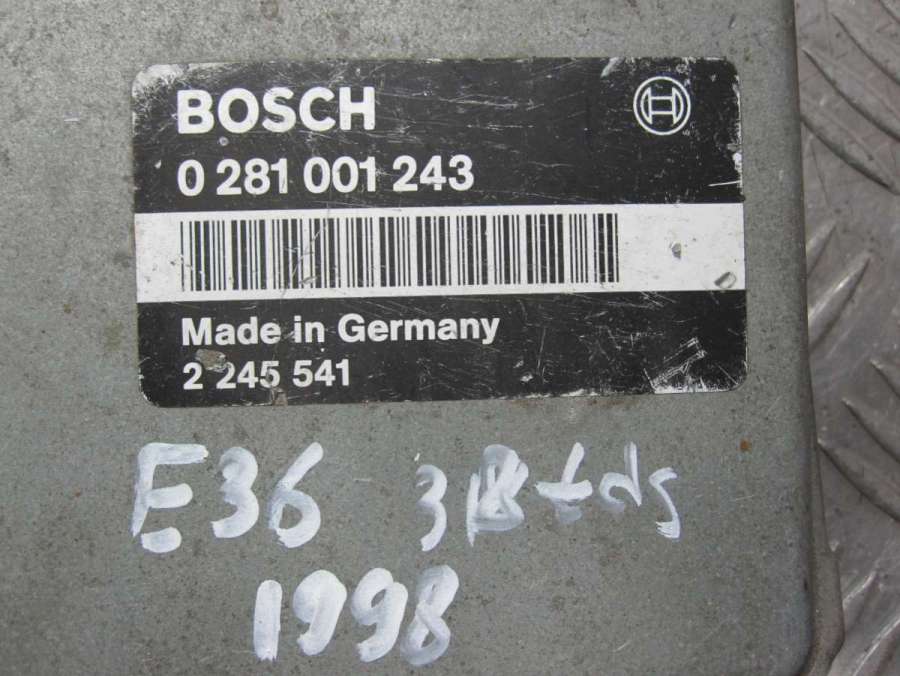 BOSCH
0 281 001 243
Made in Germany
2 245 541
E36 318tds
1998